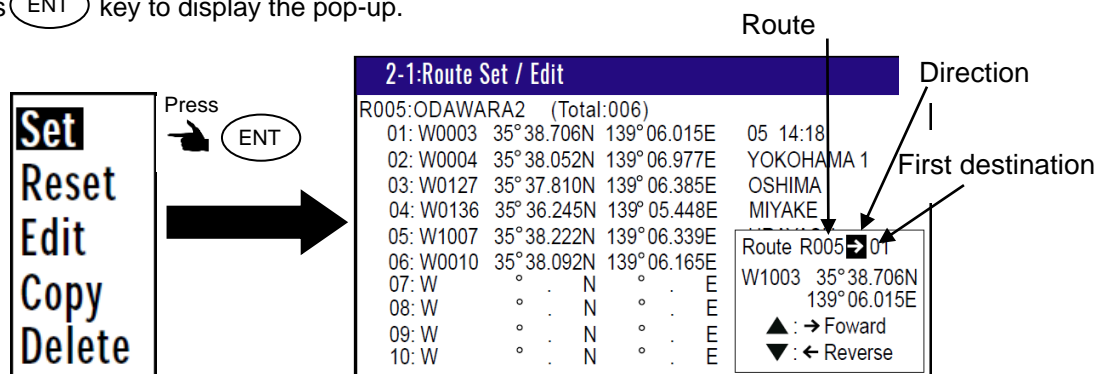 s ENT key to display the pop-up.
Route
2-1:Route Set / Edit
Direction
R005:ODAWARA2 (Total:006)
Press
ENT
Set
Reset
Edit
Copy
Delete
01: W0003 35°38.706N 139°06.015E 05 14:18
02: W0004 35°38.052N 139°06.977E YOKOHAMA 1
First destination
03: W0127 35°37.810N 139°06.385E OSHIMA
04: W0136 35°36.245N 139°05.448E MIYAKE
05: W1007 35°38.222N 139°06.339E
06: W0010 35°38.092N 139°06.165E
07: W ° . N ° . E
08: W ° . N ° . E
09: W ° . N ° . E
10: W ° . N ° . E
Route R005 → 01
W1003 35°38.706N
139°06.015E
▲ : → Foward
▼ : ← Reverse